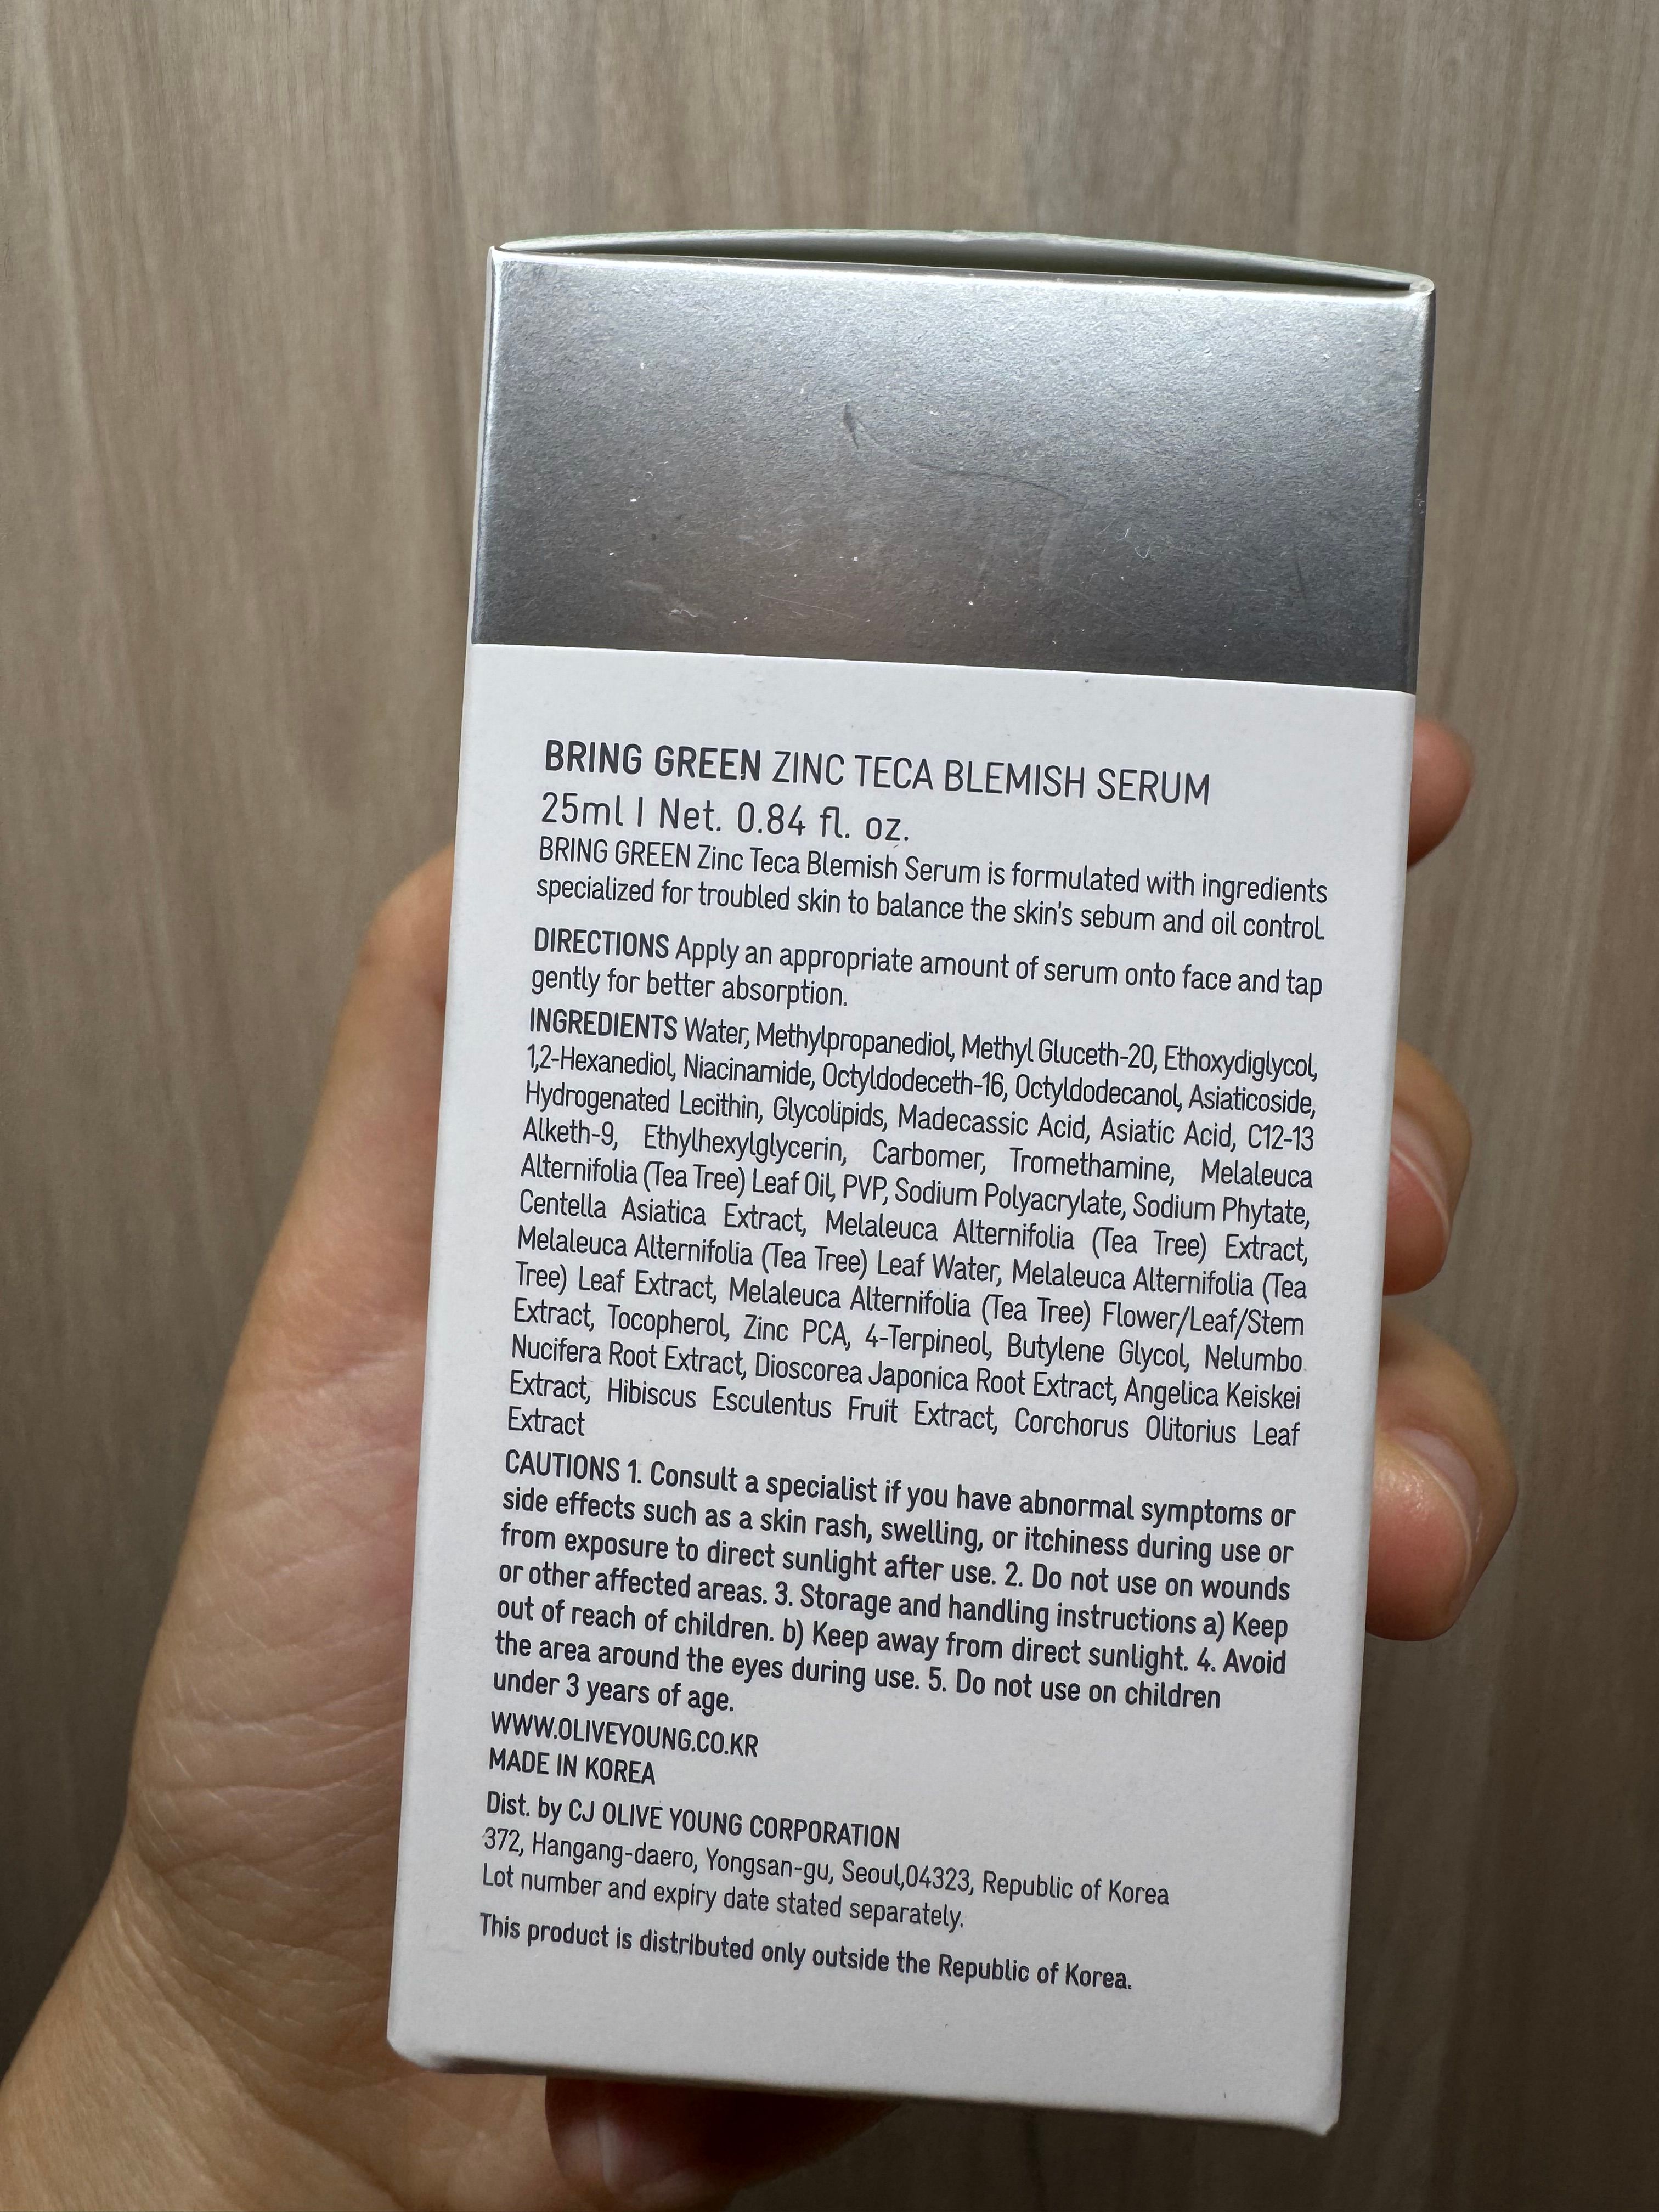 BRING GREEN ZINC TECA BLEMISH SERUM
25ml | Net. 0.84 fl. oz.
BRING GREEN Zinc Teca Blemish Serum is formulated with ingredients
specialized for troubled skin to balance the skin's sebum and oil control.
DIRECTIONS Apply an appropriate amount of serum onto face and tap
gently for better absorption.
INGREDIENTS Water, Methylpropanediol, Methyl Gluceth-20, Ethoxydiglycol,
1,2-Hexanediol, Niacinamide, Octyldodeceth-16, Octyldodecanol, Asiaticoside,
Hydrogenated Lecithin, Glycolipids, Madecassic Acid, Asiatic Acid, C12-13
Alketh-9, Ethylhexylglycerin, Carbomer, Tromethamine, Melaleuca
Alternifolia (Tea Tree) Leaf Oil, PVP, Sodium Polyacrylate, Sodium Phytate,
Centella Asiatica Extract, Melaleuca Alternifolia (Tea Tree) Extract,
Melaleuca Alternifolia (Tea Tree) Leaf Water, Melaleuca Alternifolia (Tea
Tree) Leaf Extract, Melaleuca Alternifolia (Tea Tree) Flower/Leaf/Stem
Extract, Tocopherol, Zinc PCA, 4-Terpineol, Butylene Glycol, Nelumbo
Nucifera Root Extract, Dioscorea Japonica Root Extract, Angelica Keiskei
Extract, Hibiscus Esculentus Fruit Extract, Corchorus Olitorius Leaf
Extract
CAUTIONS 1. Consult a specialist if you have abnormal symptoms or
side effects such as a skin rash, swelling, or itchiness during use or
from exposure to direct sunlight after use. 2. Do not use on wounds
or other affected areas. 3. Storage and handling instructions a) Keep
out of reach of children. b) Keep away from direct sunlight. 4. Avoid
the area around the eyes during use. 5. Do not use on children
under 3 years of age.
WWW.OLIVEYOUNG.CO.KR
MADE IN KOREA
Dist. by CJ OLIVE YOUNG CORPORATION
372, Hangang-daero, Yongsan-gu, Seoul,04323, Republic of Korea
Lot number and expiry date stated separately.
This product is distributed only outside the Republic of Korea.